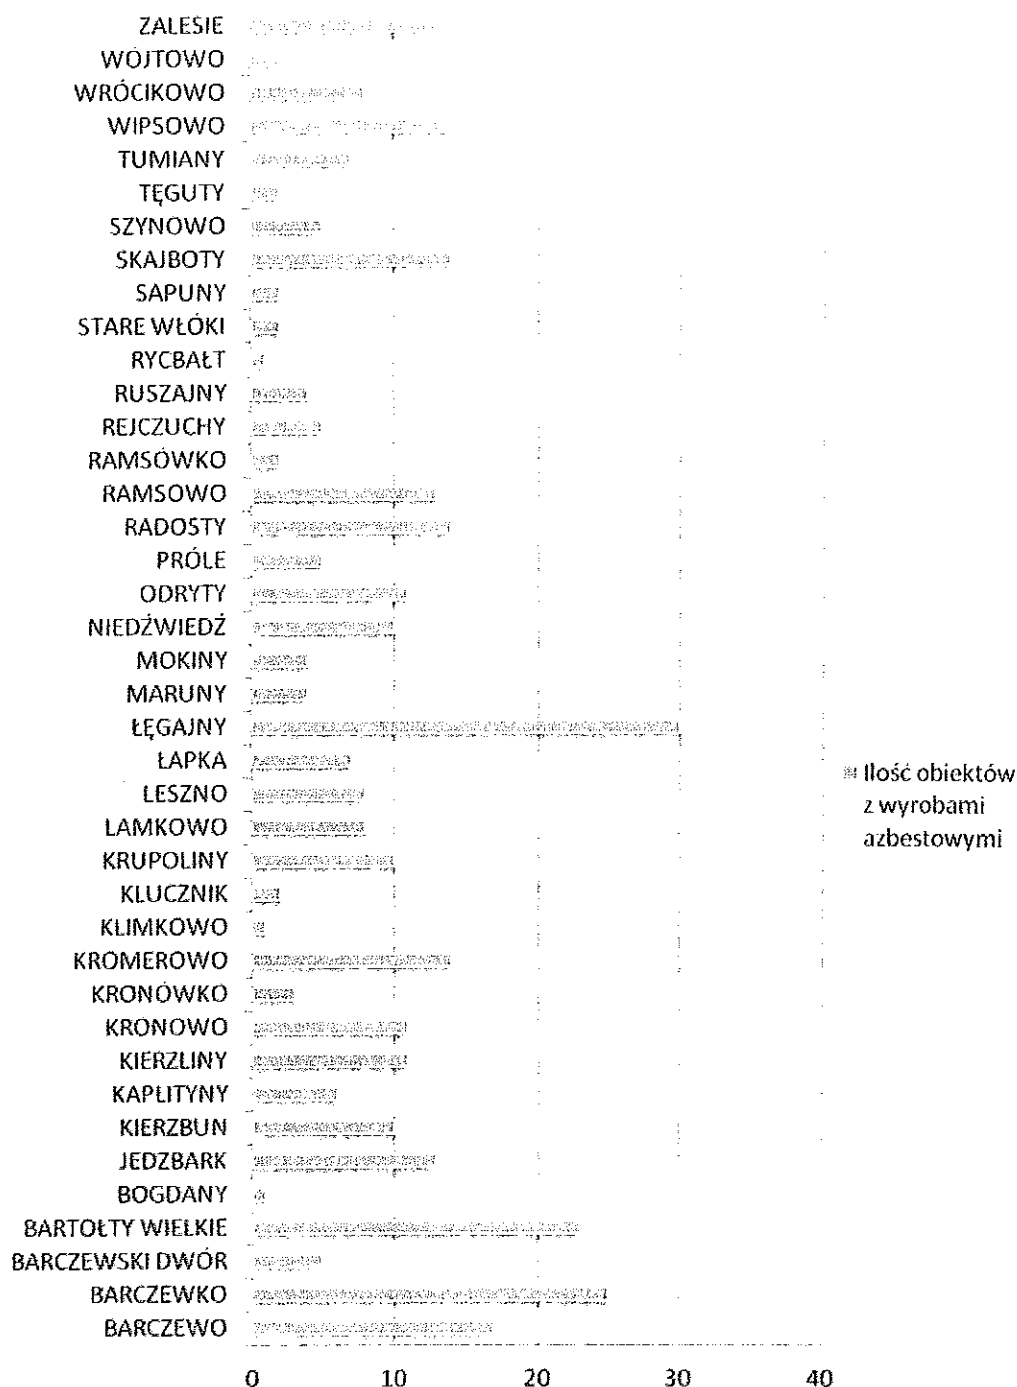 ZALESIE
WÓJTOWO
WRÓCIKOWO
WIPSOWO
TUMIANY
TĘGUTY
SZYNOWO
SKAJBOTY
SAPUNY
STARE WŁÓKI
RYCBAŁT
RUSZAJNY
REJCZUCHY
RAMSÓWKO
RAMSOWO
RADOSTY
PRÓLE
ODRYTY
NIEDŹWIEDŹ
MOKINY
MARUNY
ŁĘGAJNY
ŁAPKA
LESZNO
LAMKOWO
KRUPOLINY
KLUCZNIK
KLIMKOWO
KROMEROWO
KRONÓWKO
KRONOWO
KIERZLINY
KAPLITYNY
KIERZBUN
JEDZBARK
BOGDANY
BARTOŁTY WIELKIE
BARCZEWSKI DWÓR
BARCZEWKO
BARCZEWO
0 10 20 30 40
Ilość obiektów
z wyrobami
azbestowymi